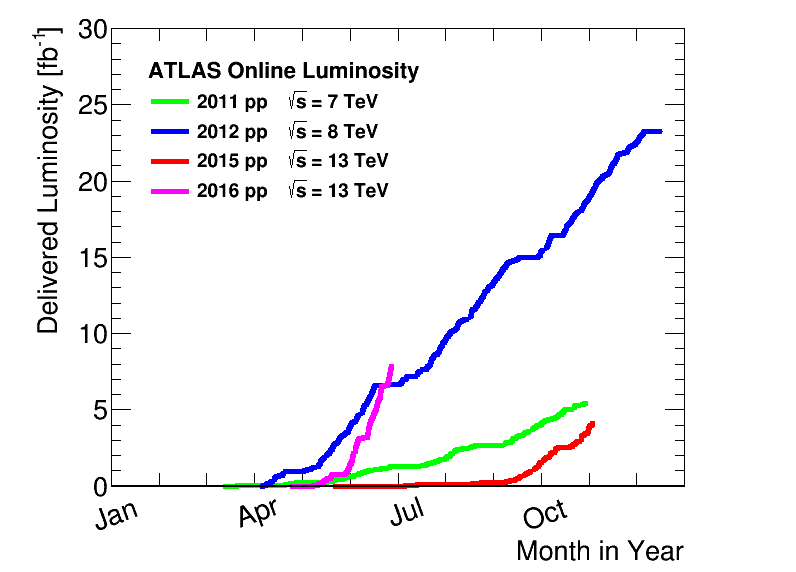 30
25
20
15
10
5
0
Delivered Luminosity [fb⁻¹]
ATLAS Online Luminosity
2011 pp √s = 7 TeV
2012 pp √s = 8 TeV
2015 pp √s = 13 TeV
2016 pp √s = 13 TeV
Jan Apr Jul Oct
Month in Year